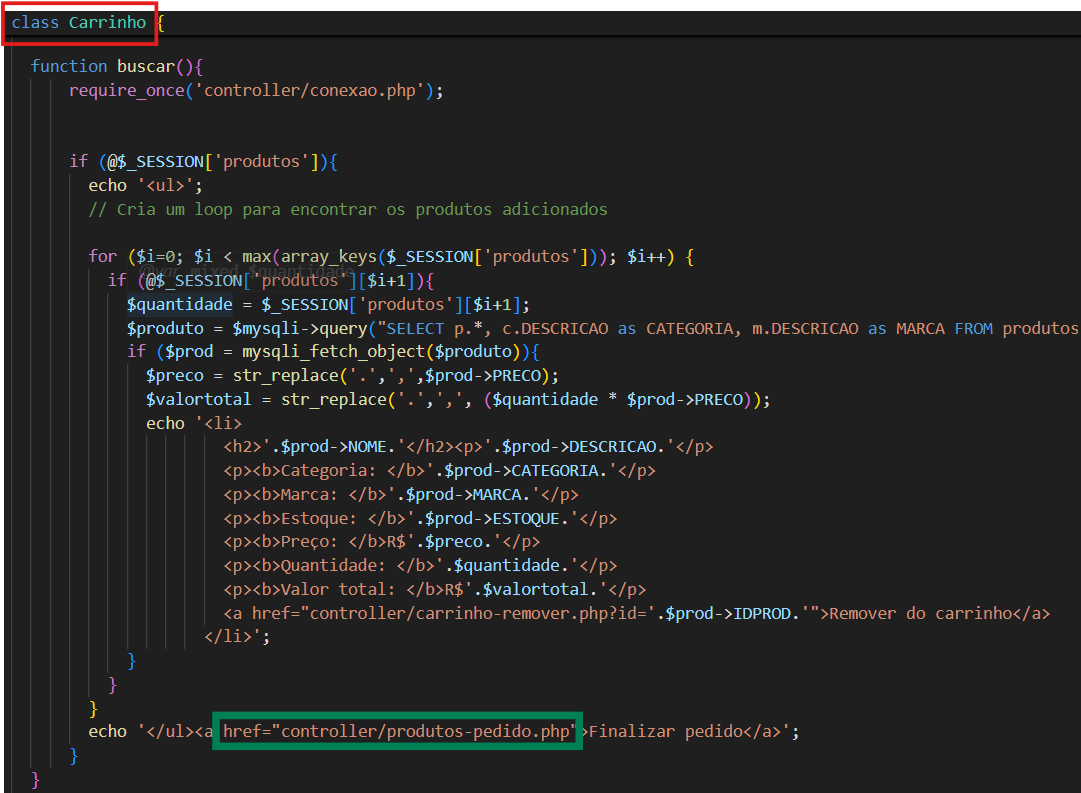 class Carrinho {
function buscar(){
require_once('controller/conexao.php');
if (@$_SESSION['produtos']){
echo '<ul>';
// Cria um loop para encontrar os produtos adicionados
for ($i=0; $i < max(array_keys($_SESSION['produtos'])); $i++) {
@var mixed $quantidade
if (@$_SESSION['produtos'][$i+1]){
$quantidade = $_SESSION['produtos'][$i+1];
$produto = $mysqli->query("SELECT p.*, c.DESCRICAO as CATEGORIA, m.DESCRICAO as MARCA FROM produtos
if ($prod = mysqli_fetch_object($produto)){
$preco = str_replace('.',',',$prod->PRECO);
$valortotal = str_replace('.',',', ($quantidade * $prod->PRECO));
echo '<li>
<h2>'.$prod->NOME.'</h2><p>'.$prod->DESCRICAO.'</p>
<p><b>Categoria: </b>'.$prod->CATEGORIA.'</p>
<p><b>Marca: </b>'.$prod->MARCA.'</p>
<p><b>Estoque: </b>'.$prod->ESTOQUE.'</p>
<p><b>Preço: </b>R$'.$preco.'</p>
<p><b>Quantidade: </b>'.$quantidade.'</p>
<p><b>Valor total: </b>R$'.$valortotal.'</p>
<a href="controller/carrinho-remover.php?id='.$prod->IDPROD.'">Remover do carrinho</a>
</li>';
}
}
}
echo '</ul><a href="controller/produtos-pedido.php">Finalizar pedido</a>';
}
}